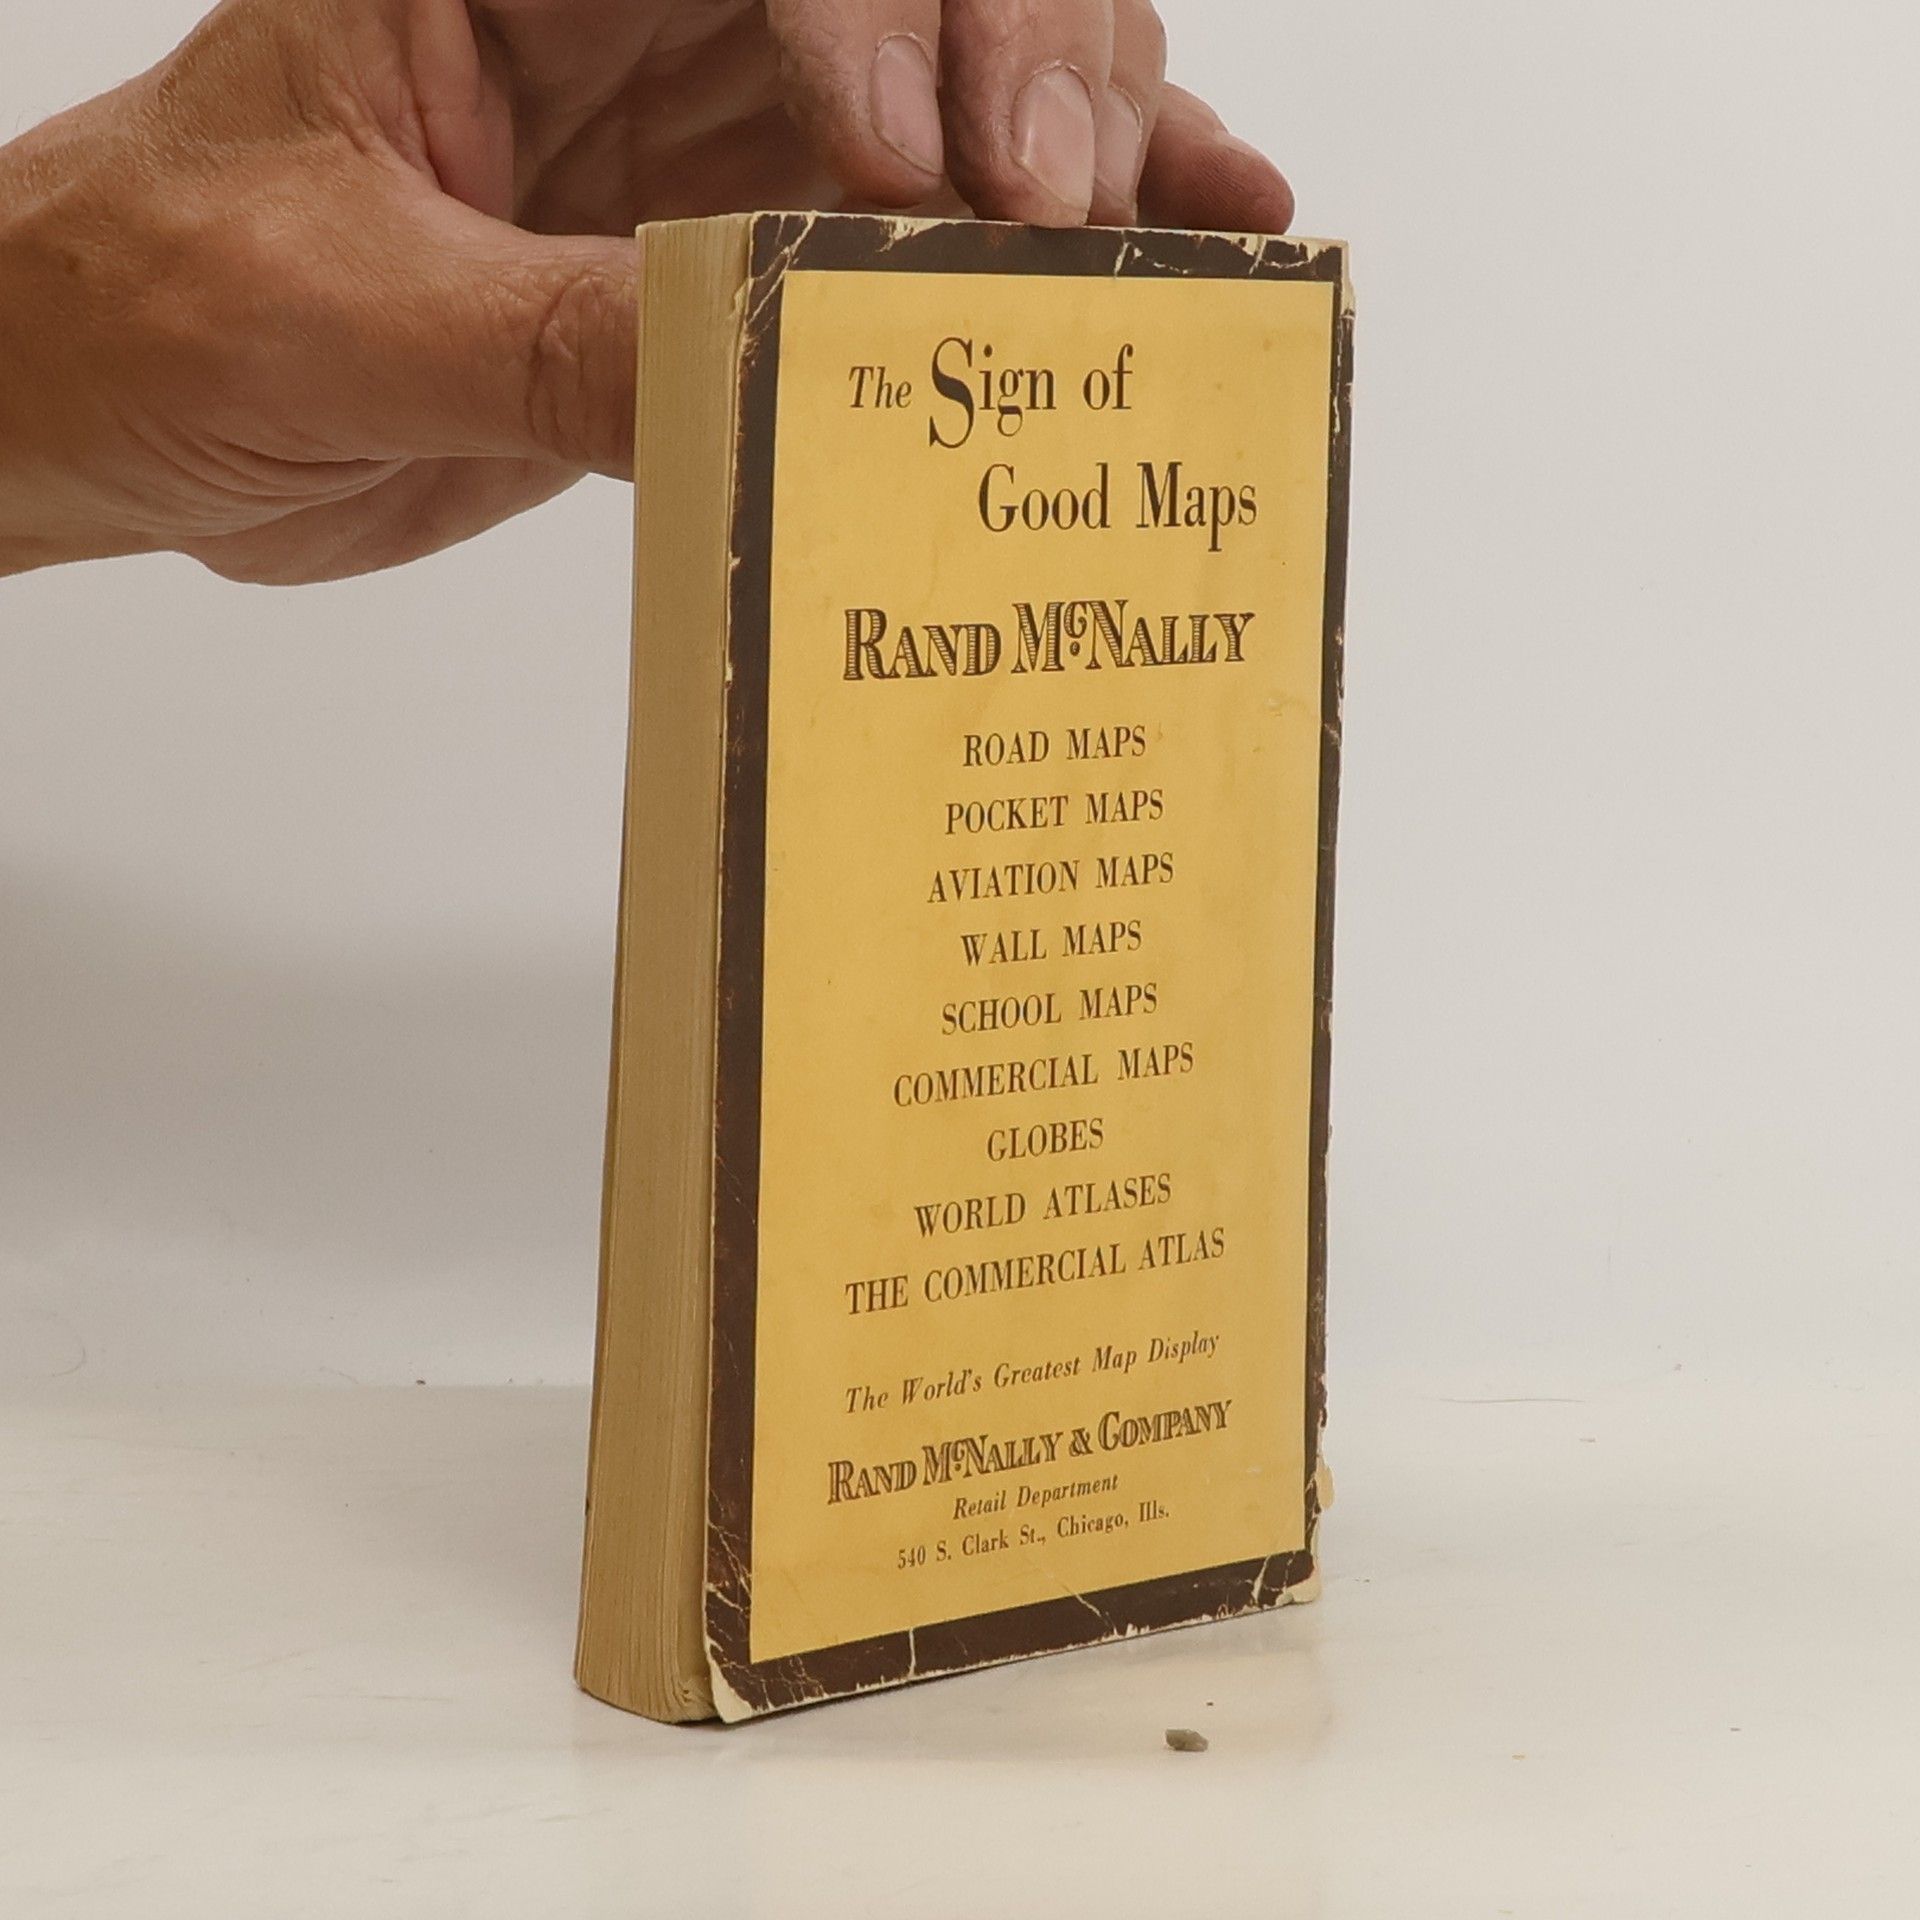 The Sign of
Good Maps
RAND McNALLY
ROAD MAPS
POCKET MAPS
AVIATION MAPS
WALL MAPS
SCHOOL MAPS
COMMERCIAL MAPS
GLOBES
WORLD ATLASES
THE COMMERCIAL ATLAS
The World's Greatest Map Display
RAND McNALLY & COMPANY
Retail Department
540 S. Clark St., Chicago, Ills.